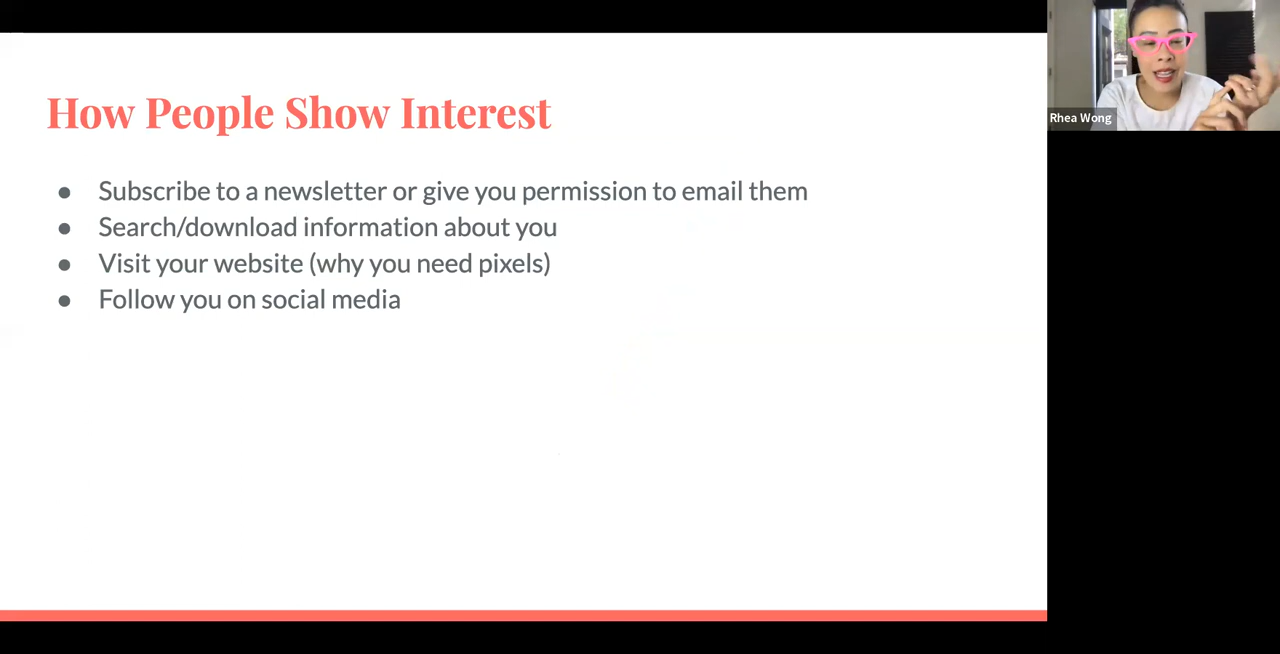 How People Show Interest
● Subscribe to a newsletter or give you permission to email them
● Search/download information about you
● Visit your website (why you need pixels)
● Follow you on social media
Rhea Wong